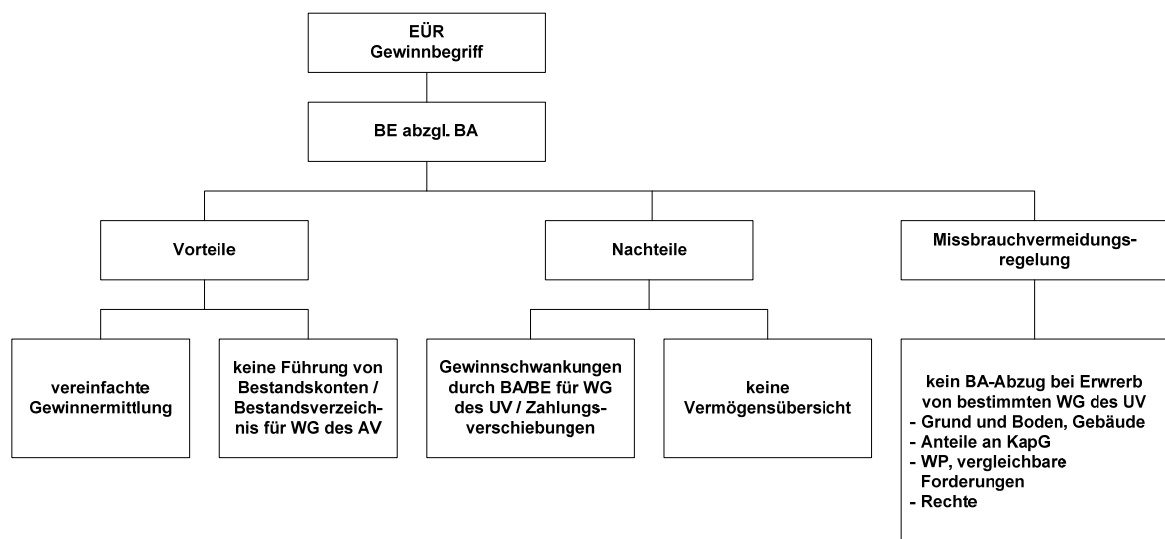 EÜR
Gewinnbegriff
BE abzgl. BA
Vorteile
Nachteile
Missbrauchvermeidungs-
regelung
vereinfachte
Gewinnermittlung
keine Führung von
Bestandskonten /
Bestandsverzeich-
nis für WG des AV
Gewinnschwankungen
durch BA/BE für WG
des UV / Zahlungs-
verschiebungen
keine
Vermögensübersicht
kein BA-Abzug bei Erwrerb
von bestimmten WG des UV
- Grund und Boden, Gebäude
- Anteile an KapG
- WP, vergleichbare
Forderungen
- Rechte